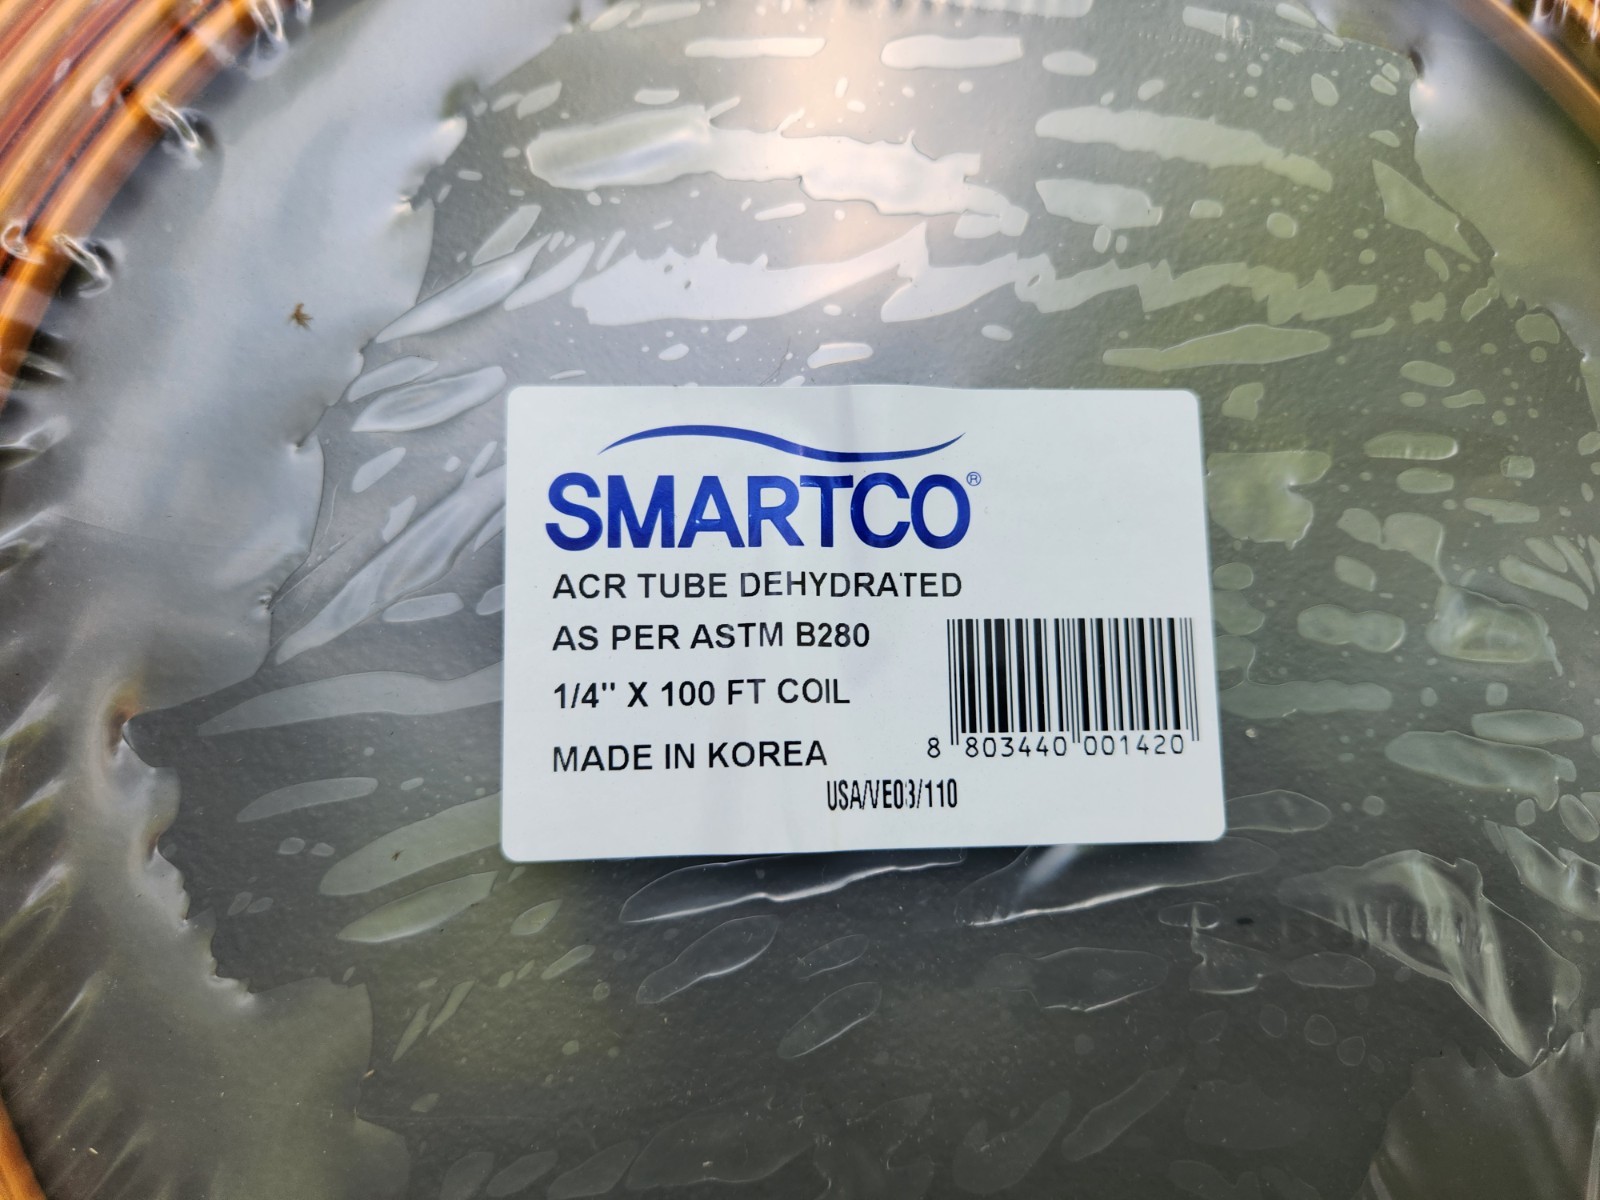 SMARTCO®
ACR TUBE DEHYDRATED
AS PER ASTM B280
1/4" X 100 FT COIL
MADE IN KOREA
8 803440 001420
USA/VE03/110